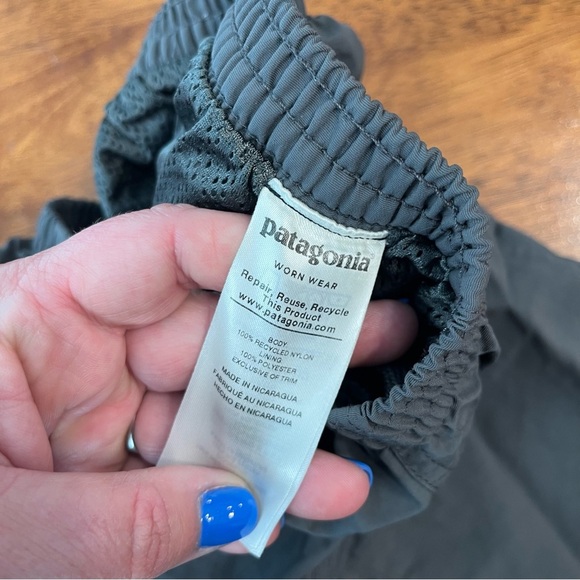 patagonia
WORN WEAR
Repair, Reuse, Recycle
This Product
www.patagonia.com
BODY
100% RECYCLED NYLON
LINING
100% POLYESTER
EXCLUSIVE OF TRIM
MADE IN NICARAGUA
FABRIQUÉ AU NICARAGUA
HECHO EN NICARAGUA